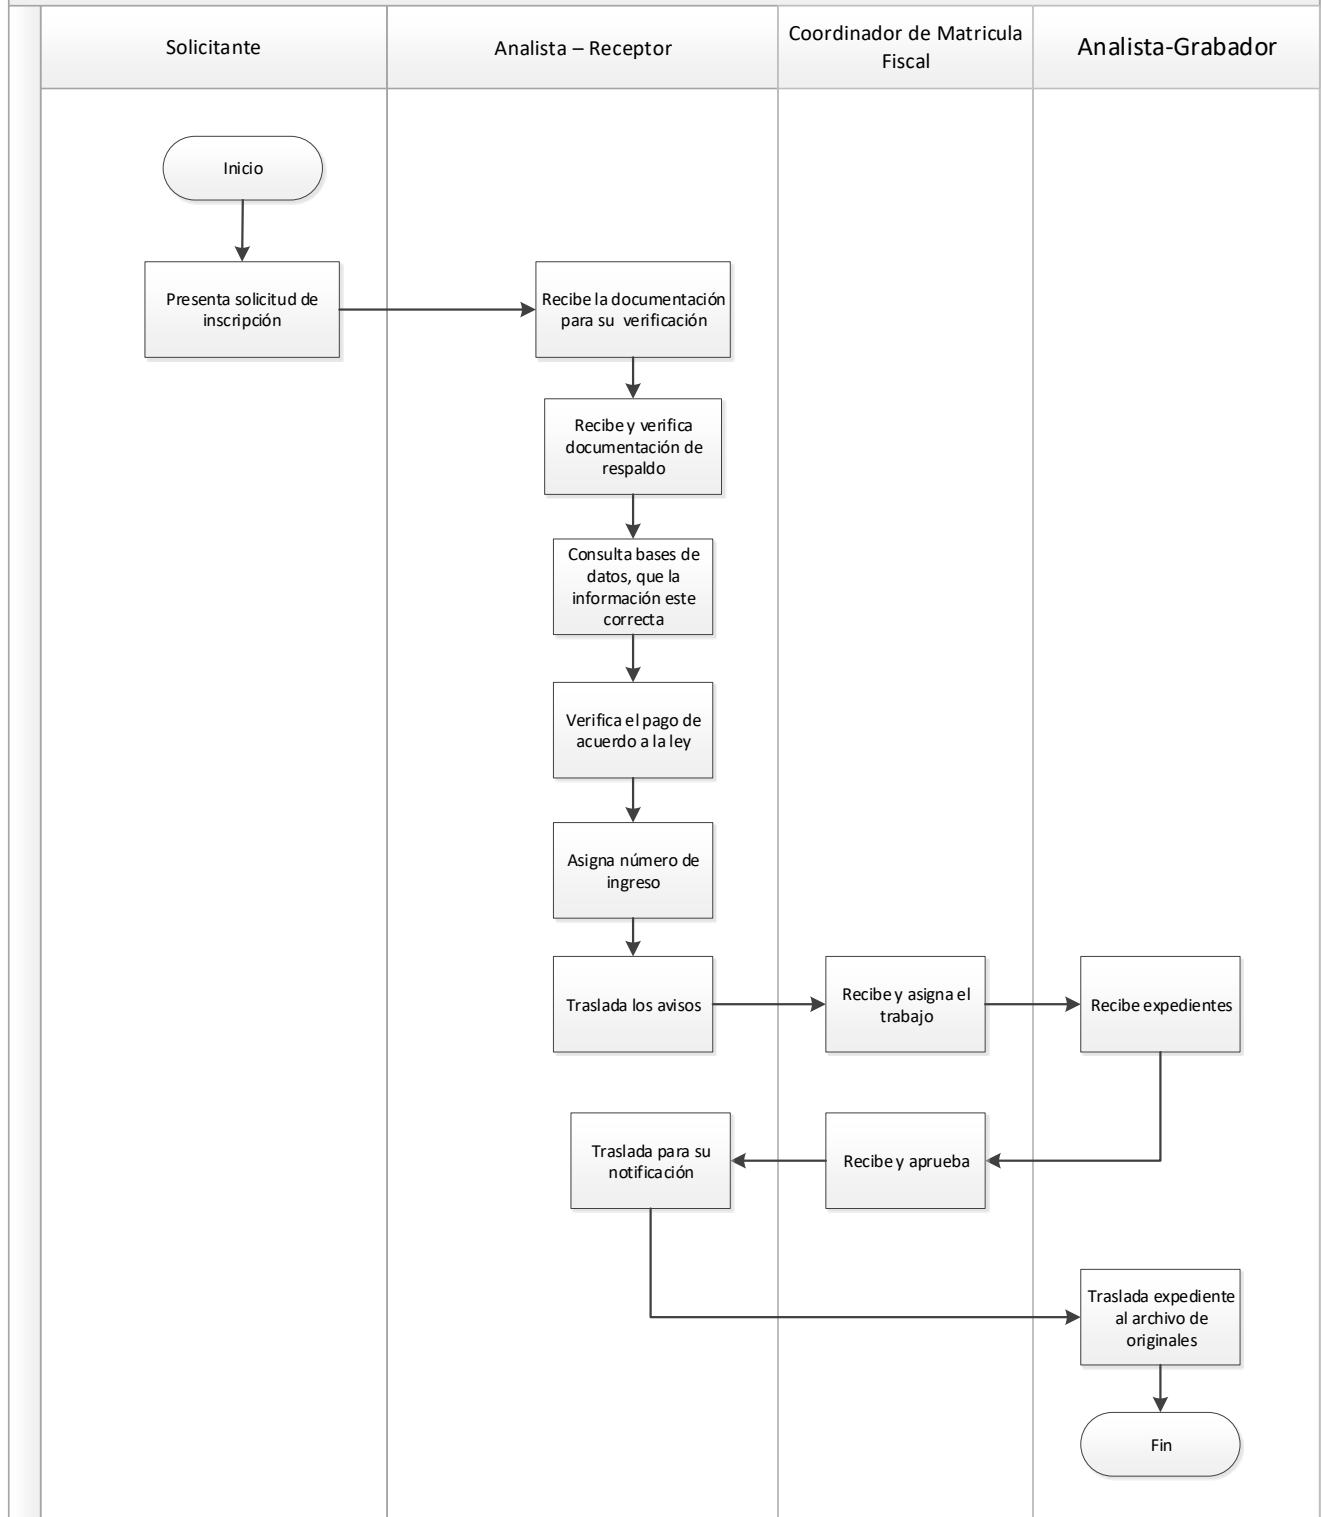 Solicitante
Analista – Receptor
Coordinador de Matricula
Fiscal
Analista-Grabador
Inicio
Presenta solicitud de
inscripción
Recibe la documentación
para su verificación
Recibe y verifica
documentación de
respaldo
Consulta bases de
datos, que la
información este
correcta
Verifica el pago de
acuerdo a la ley
Asigna número de
ingreso
Traslada los avisos
Recibe y asigna el
trabajo
Recibe expedientes
Traslada para su
notificación
Recibe y aprueba
Traslada expediente
al archivo de
originales
Fin